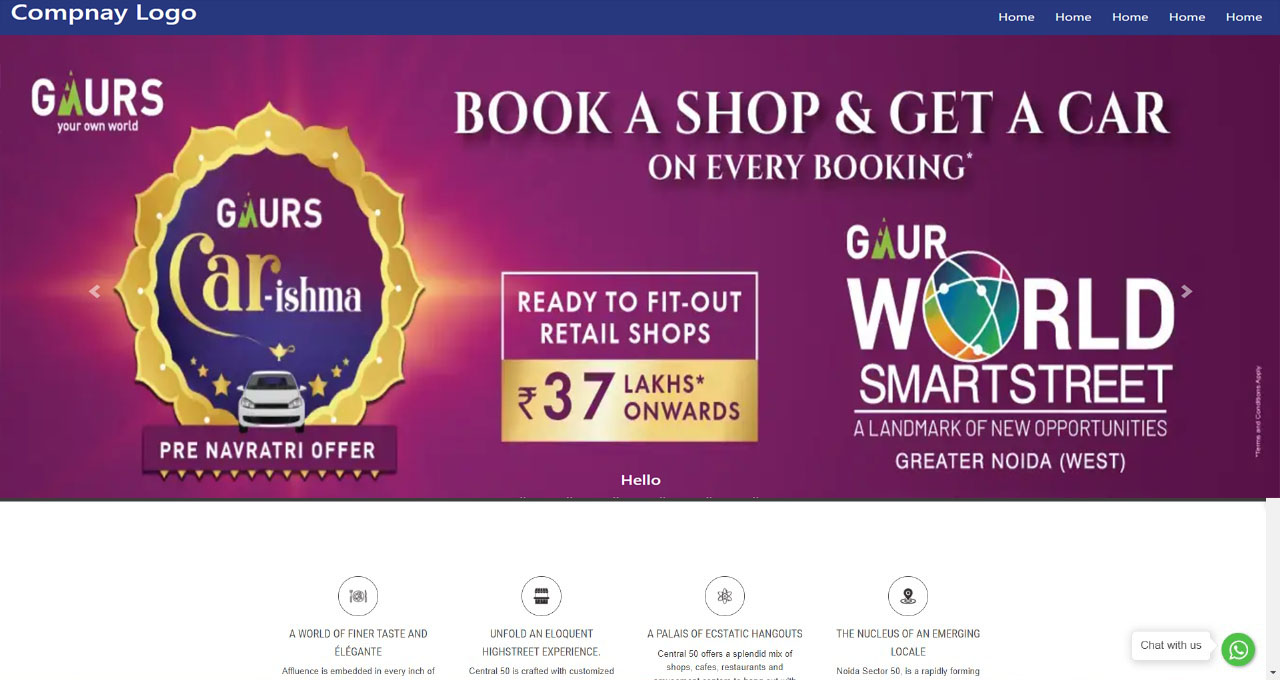 Compnay Logo
Home Home Home Home Home
GAURS
your own world
BOOK A SHOP & GET A CAR
ON EVERY BOOKING*
GAURS
Car-ishma
PRE NAVRATRI OFFER
READY TO FIT-OUT
RETAIL SHOPS
₹37 LAKHS*
ONWARDS
GAUR
WORLD
SMARTSTREET
A LANDMARK OF NEW OPPORTUNITIES
GREATER NOIDA (WEST)
*Terms and Conditions Apply
Hello
A WORLD OF FINER TASTE AND
ÉLÉGANTE
Affluence is embedded in every inch of
UNFOLD AN ELOQUENT
HIGHSTREET EXPERIENCE.
Central 50 is crafted with customized
A PALAIS OF ECSTATIC HANGOUTS
Central 50 offers a splendid mix of
shops, cafes, restaurants and
THE NUCLEUS OF AN EMERGING
LOCALE
Noida Sector 50, is a rapidly forming
Chat with us